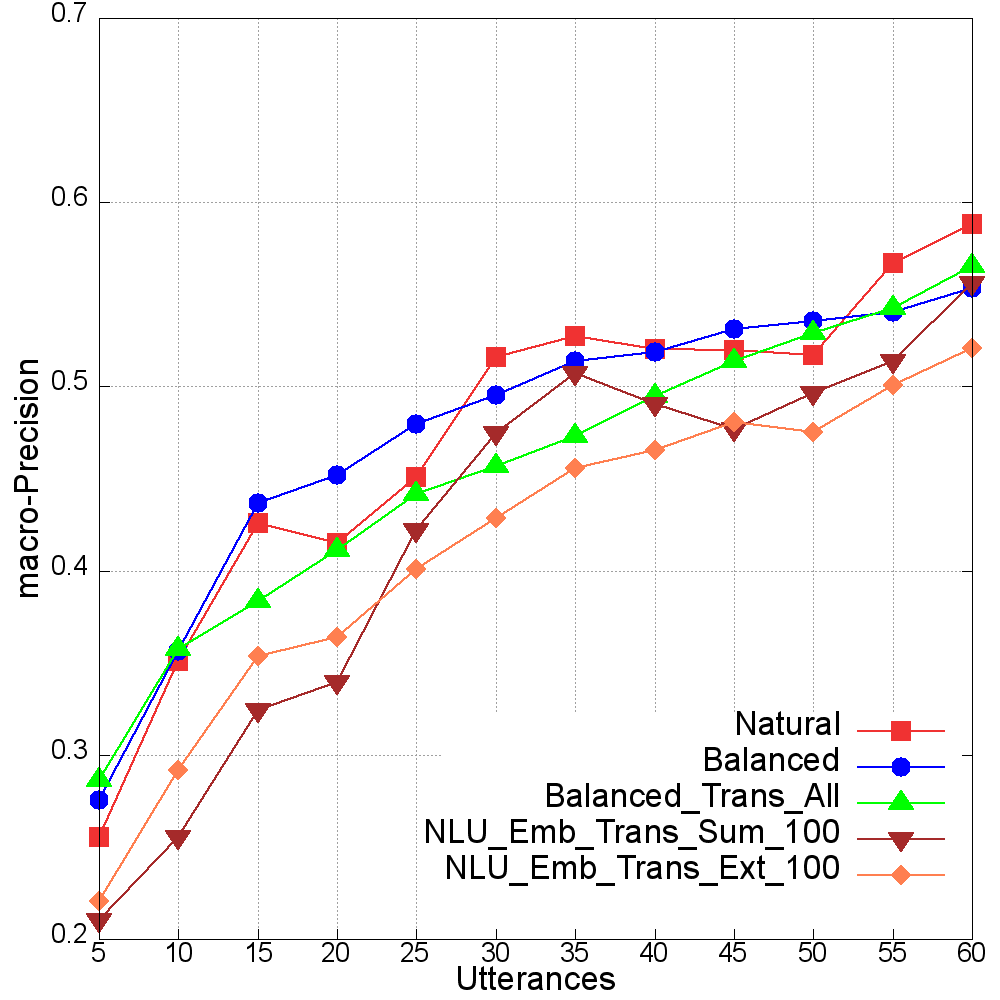 0.7
0.6
0.5
0.4
0.3
0.2
macro-Precision
Natural
Balanced
Balanced_Trans_All
NLU_Emb_Trans_Sum_100
NLU_Emb_Trans_Ext_100
5 10 15 20 25 30 35 40 45 50 55 60
Utterances